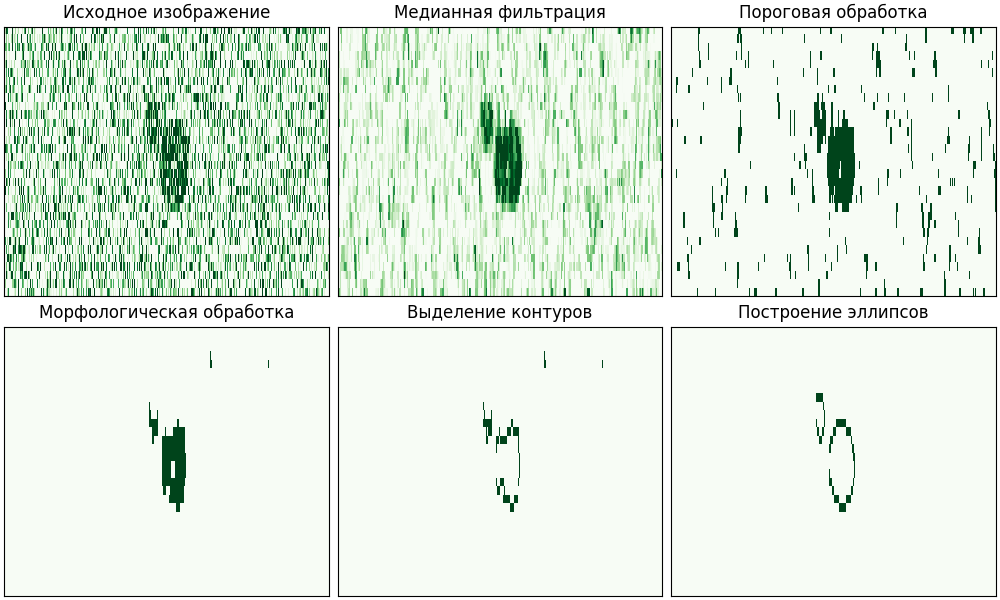 Исходное изображение
Медианная фильтрация
Пороговая обработка
Морфологическая обработка
Выделение контуров
Построение эллипсов